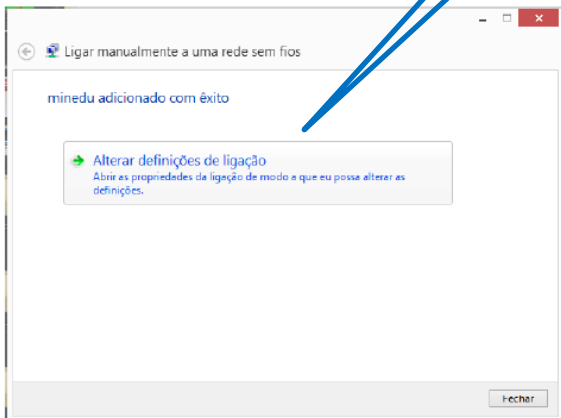 Ligar manualmente a uma rede sem fios
minedu adicionado com êxito
Alterar definições de ligação
Abrir as propriedades da ligação de modo a que eu possa alterar as
definições.
Fechar